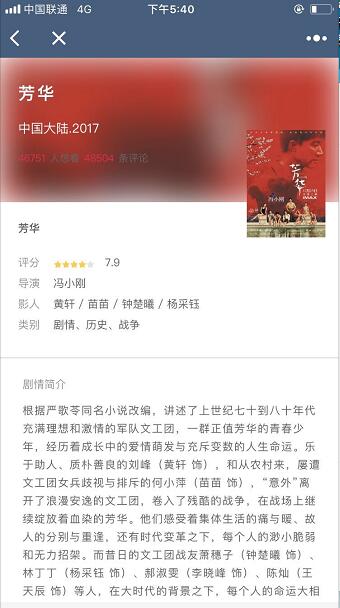 中国联通 4G 下午5:40
芳华
中国大陆.2017
46751 人想看 48504 条评论
芳华
冯小刚
IMAX
芳华
评分 7.9
导演 冯小刚
影人 黄轩 / 苗苗 / 钟楚曦 / 杨采钰
类别 剧情、历史、战争
剧情简介
根据严歌苓同名小说改编，讲述了上世纪七十到八十年代
充满理想和激情的军队文工团，一群正值芳华的青春少
年，经历着成长中的爱情萌发与充斥变数的人生命运。乐
于助人、质朴善良的刘峰（黄轩 饰），和从农村来，屡遭
文工团女兵歧视与排斥的何小萍（苗苗 饰），“意外”离
开了浪漫安逸的文工团，卷入了残酷的战争，在战场上继
续绽放着血染的芳华。他们感受着集体生活的痛与暖、故
人的分别与重逢，还有时代变革之下，每个人的渺小脆弱
和无力招架。而昔日的文工团战友萧穗子（钟楚曦 饰）、
林丁丁（杨采钰 饰）、郝淑雯（李晓峰 饰）、陈灿（王
天辰 饰）等人，在大时代的背景之下，每个人的命运大相